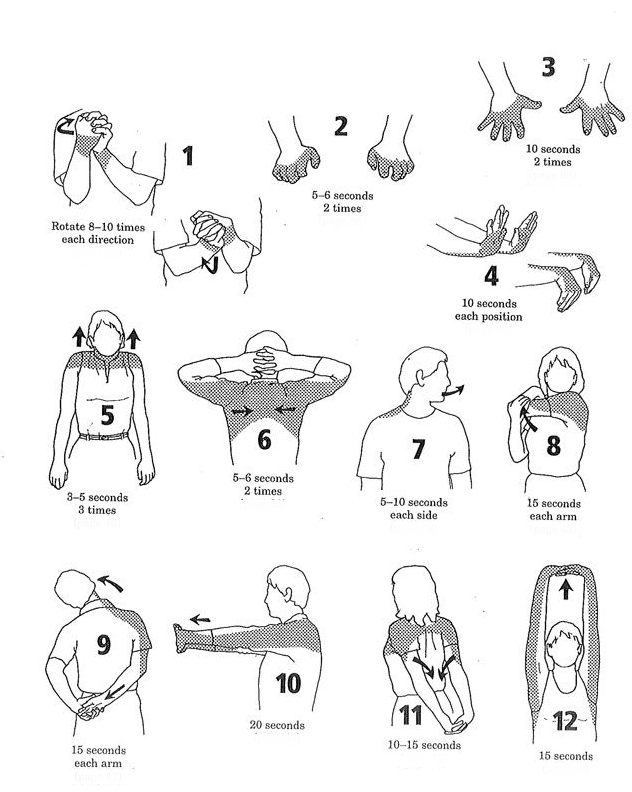 1
Rotate 8–10 times
each direction
2
5–6 seconds
2 times
3
10 seconds
2 times
4
10 seconds
each position
5
3–5 seconds
3 times
6
5–6 seconds
2 times
7
5–10 seconds
each side
8
15 seconds
each arm
9
15 seconds
each arm
10
20 seconds
11
10–15 seconds
12
15 seconds